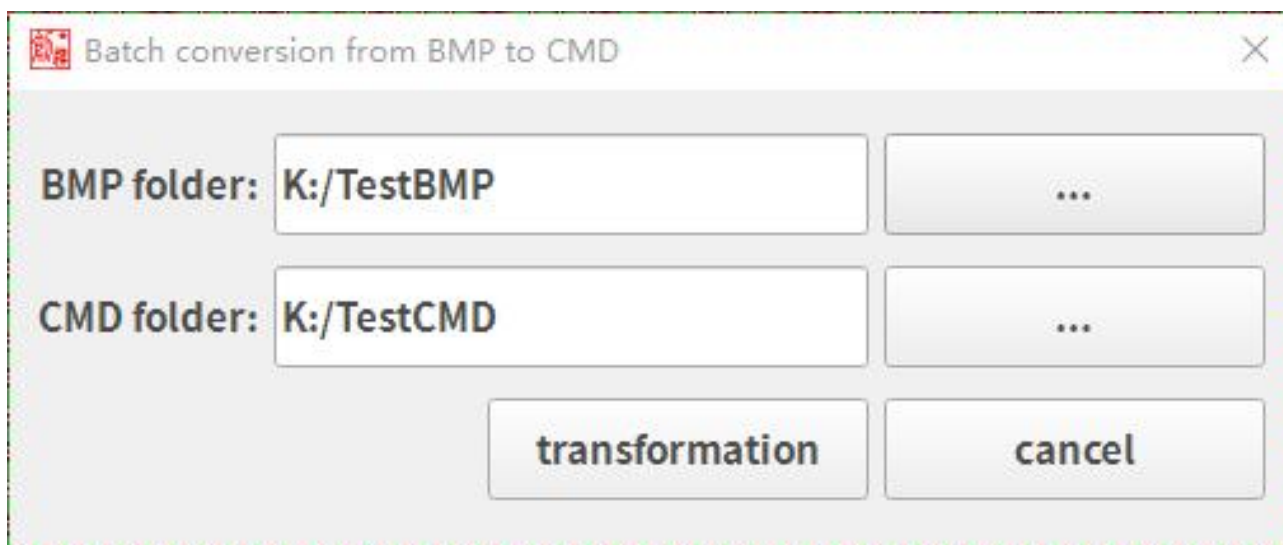 Batch conversion from BMP to CMD
BMP folder: K:/TestBMP ...
CMD folder: K:/TestCMD ...
transformation cancel